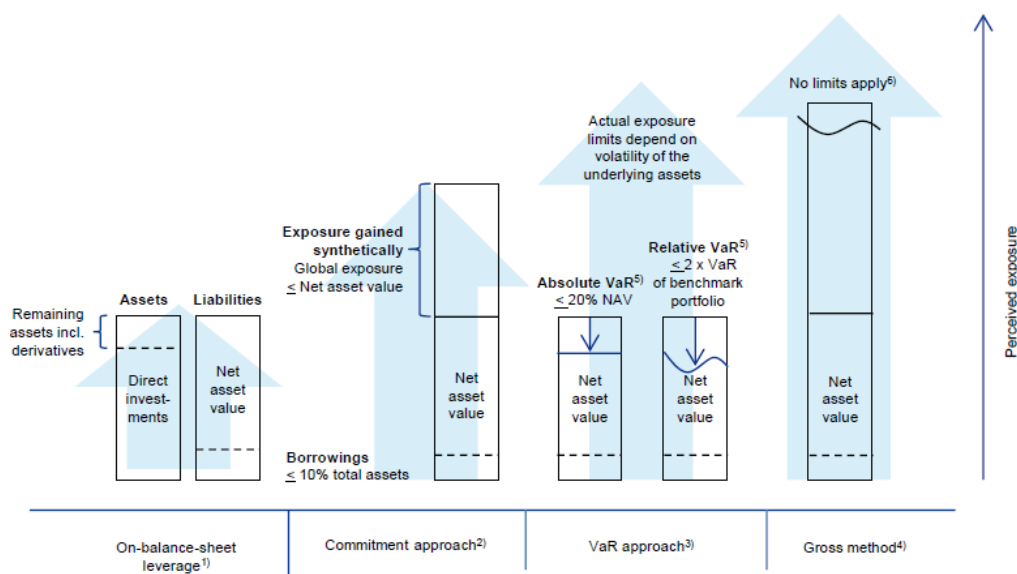 No limits apply6)
Actual exposure
limits depend on
volatility of the
underlying assets
Exposure gained
synthetically
Global exposure
< Net asset value
Relative VaR5)
< 2 x VaR
of benchmark
portfolio
Absolute VaR5)
< 20% NAV
Assets
Liabilities
Remaining
assets incl.
derivatives
Direct
invest-
ments
Net
asset
value
Net
asset
value
Net
asset
value
Net
asset
value
Net
asset
value
Borrowings
< 10% total assets
Perceived exposure
On-balance-sheet
leverage1)
Commitment approach2)
VaR approach3)
Gross method4)